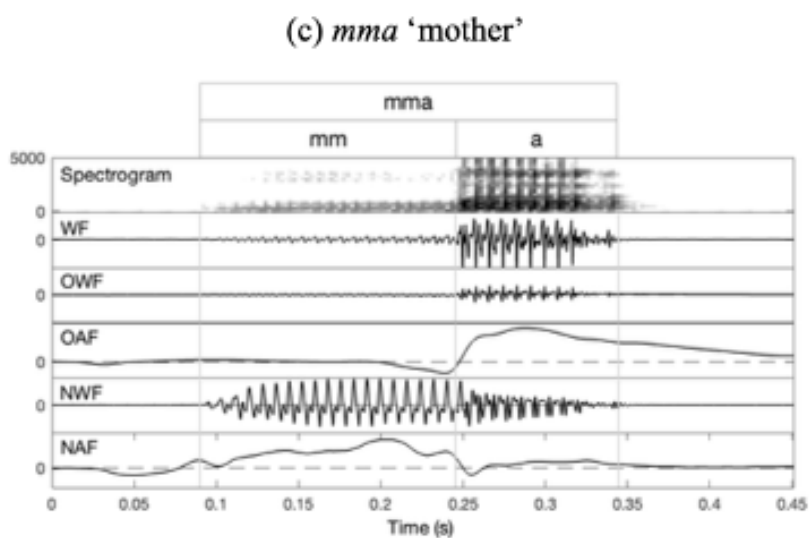 (c) mma ‘mother’
mma
mm a
5000
Spectrogram
0
WF
0
OWF
0
OAF
0
NWF
0
NAF
0
0 0.05 0.1 0.15 0.2 0.25 0.3 0.35 0.4 0.45
Time (s)